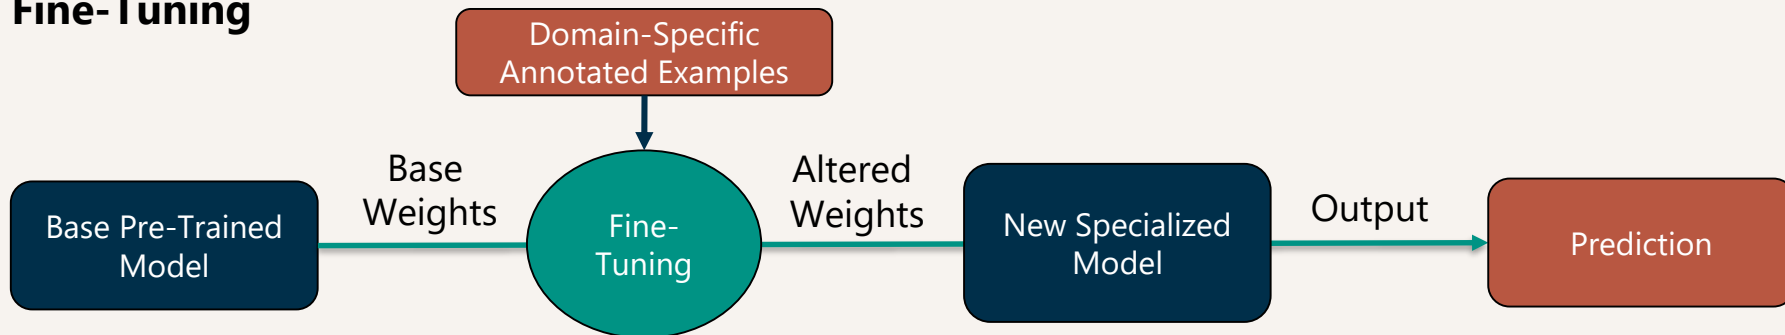 Fine-Tuning
Domain-Specific
Annotated Examples
Base Pre-Trained
Model
Base
Weights
Fine-
Tuning
Altered
Weights
New Specialized
Model
Output
Prediction